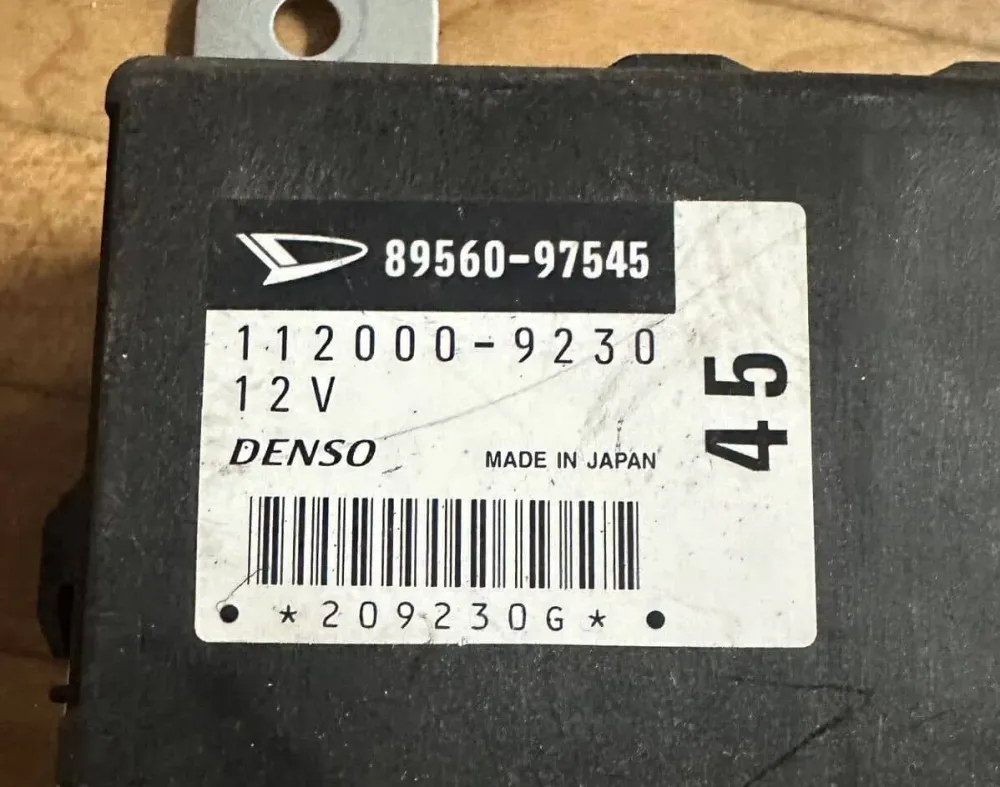 89560-97545
112000-9230
12V
DENSO
MADE IN JAPAN
45
*209230G*